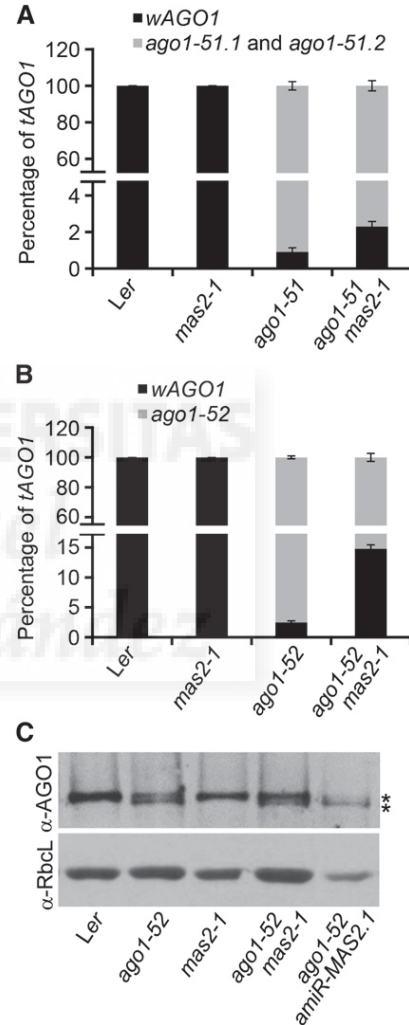 A
wAGO1
ago1-51.1 and ago1-51.2
Percentage of tAGO1
120
100
80
60
4
2
0
Ler
mas2-1
ago1-51
ago1-51
mas2-1
B
wAGO1
ago1-52
Percentage of tAGO1
120
100
80
60
15
10
5
0
Ler
mas2-1
ago1-52
ago1-52
mas2-1
C
α-AGO1
**
α-RbcL
Ler
ago1-52
mas2-1
ago1-52
mas2-1
ago1-52
amiR-MAS2.1